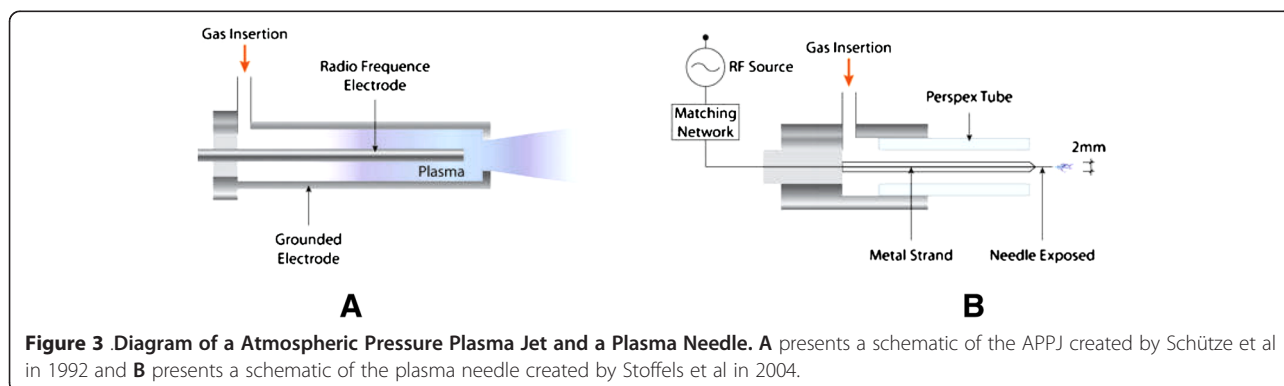 Gas Insertion
Radio Frequence
Electrode
Plasma
Grounded
Electrode
A
Gas Insertion
RF Source
Matching
Network
Perspex Tube
2mm
Metal Strand
Needle Exposed
B
Figure 3 .Diagram of a Atmospheric Pressure Plasma Jet and a Plasma Needle. A presents a schematic of the APPJ created by Schütze et al
in 1992 and B presents a schematic of the plasma needle created by Stoffels et al in 2004.